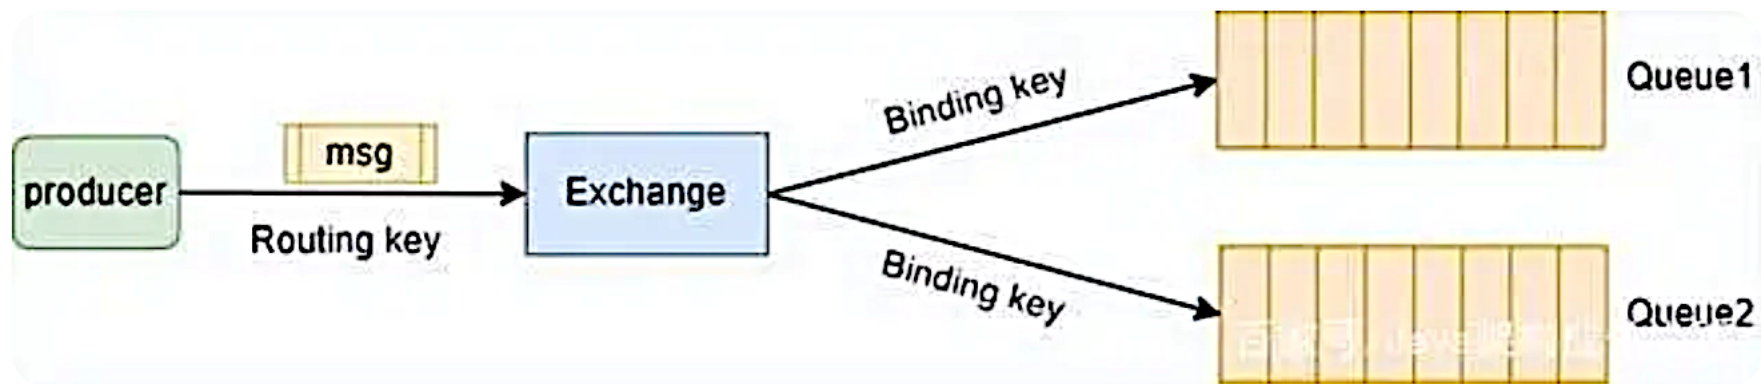 Binding key
Queue1
msg
producer
Exchange
Routing key
Binding key
Queue2